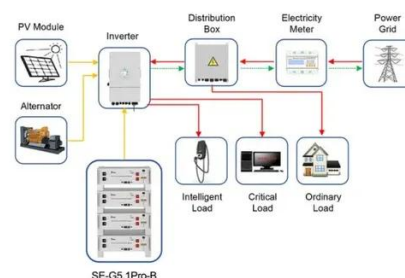 PV Module
Inverter
Distribution
Box
Electricity
Meter
Power
Grid
Alternator
Intelligent
Load
Critical
Load
Ordinary
Load
SE-G5.1Pro-B